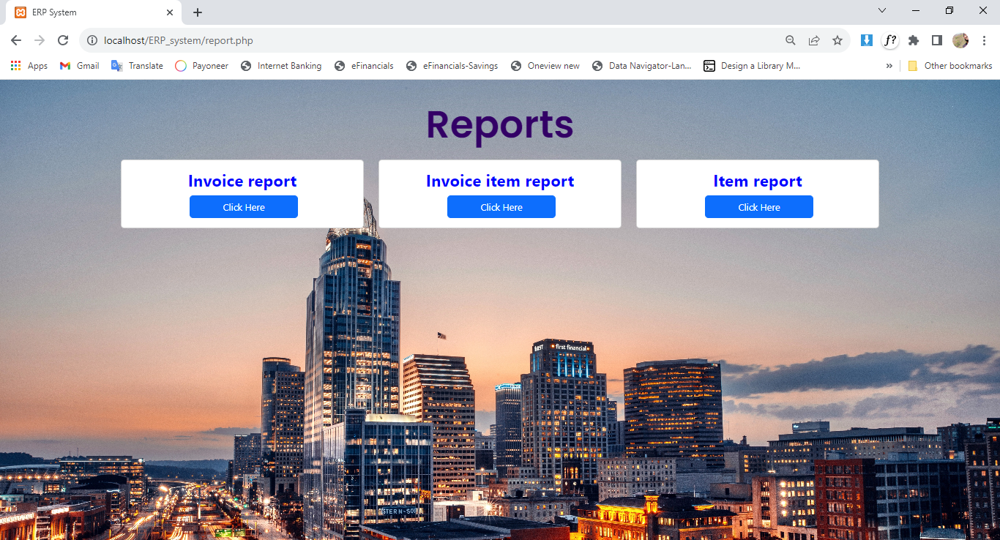 ERP System
localhost/ERP_system/report.php
f?
Apps Gmail Translate Payoneer Internet Banking eFinancials eFinancials-Savings Oneview new Data Navigator-Lan... Design a Library M... » Other bookmarks
Reports
Invoice report Invoice item report Item report
Click Here Click Here Click Here
first financial